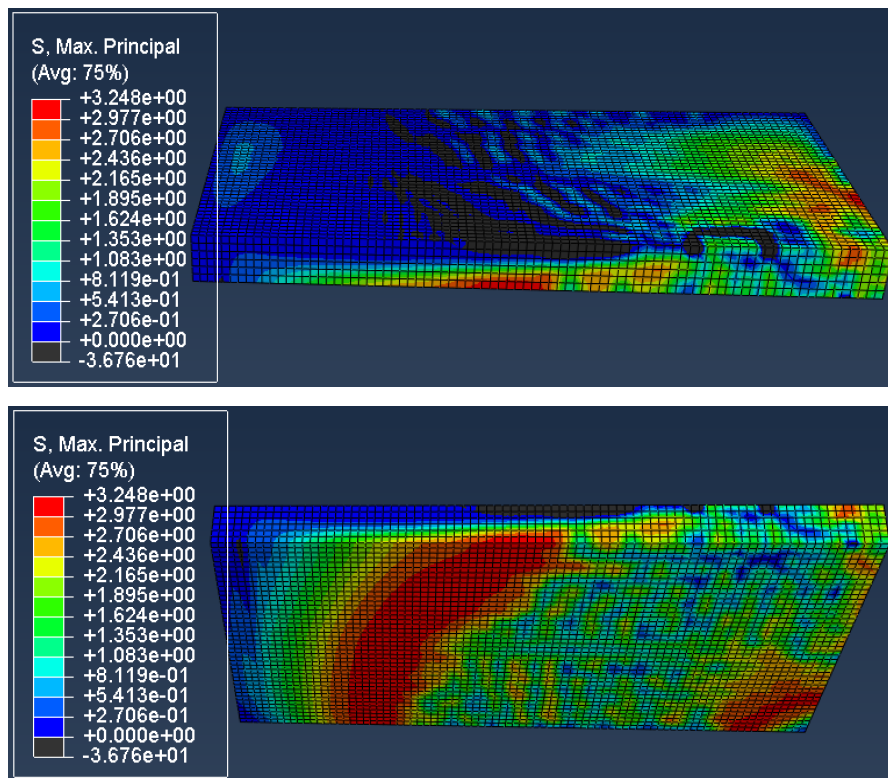 S, Max. Principal
(Avg: 75%)
+3.248e+00
+2.977e+00
+2.706e+00
+2.436e+00
+2.165e+00
+1.895e+00
+1.624e+00
+1.353e+00
+1.083e+00
+8.119e-01
+5.413e-01
+2.706e-01
+0.000e+00
-3.676e+01
S, Max. Principal
(Avg: 75%)
+3.248e+00
+2.977e+00
+2.706e+00
+2.436e+00
+2.165e+00
+1.895e+00
+1.624e+00
+1.353e+00
+1.083e+00
+8.119e-01
+5.413e-01
+2.706e-01
+0.000e+00
-3.676e+01